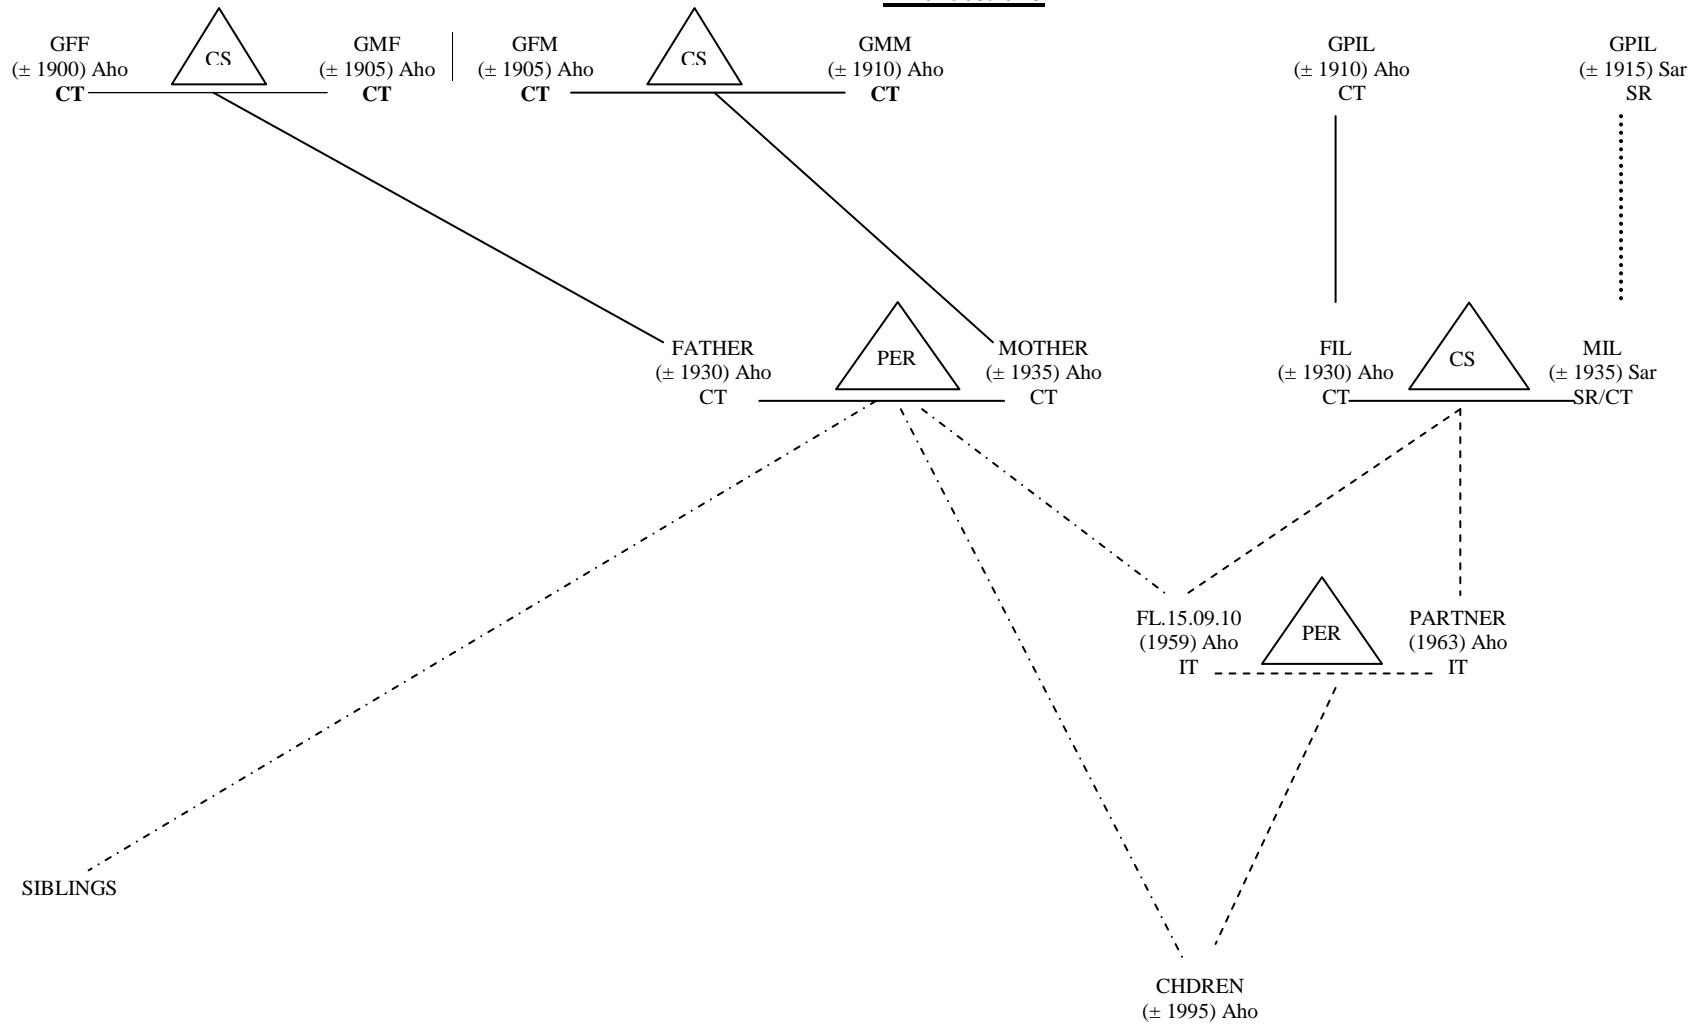 GFF
(± 1900) Aho
CT
CS
GMF
(± 1905) Aho
CT
GFM
(± 1905) Aho
CT
CS
GMM
(± 1910) Aho
CT
GPIL
(± 1910) Aho
CT
GPIL
(± 1915) Sar
SR
FATHER
(± 1930) Aho
CT
PER
MOTHER
(± 1935) Aho
CT
FIL
(± 1930) Aho
CT
CS
MIL
(± 1935) Sar
SR/CT
FL.15.09.10
(1959) Aho
IT
PER
PARTNER
(1963) Aho
IT
SIBLINGS
CHDREN
(± 1995) Aho